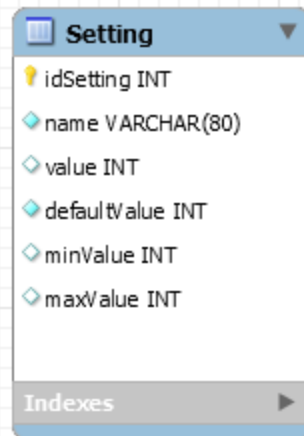 Setting
idSetting INT
name VARCHAR(80)
value INT
defaultValue INT
minValue INT
maxValue INT
Indexes